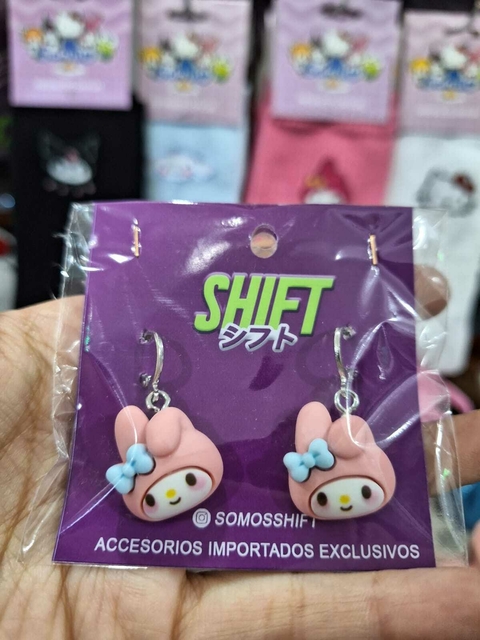 SHIFT
シフト
SOMOSSHIFT
ACCESORIOS IMPORTADOS EXCLUSIVOS